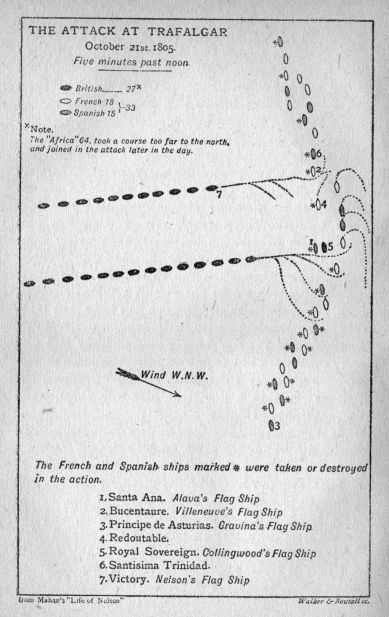 THE ATTACK AT TRAFALGAR
October 21st. 1805.
Five minutes past noon.
British...... 27ˣ
French 18
Spanish 15
}-33
ˣNote.
The "Africa" 64, took a course too far to the north,
and joined in the attack later in the day.
*6
*2
*4
7
1
*
5
Wind W.N.W.
3
The French and Spanish ships marked * were taken or destroyed
in the action.
1. Santa Ana. Alava's Flag Ship
2. Bucentaure. Villeneuve's Flag Ship
3. Principe de Asturias. Gravina's Flag Ship
4. Redoutable.
5. Royal Sovereign. Collingwood's Flag Ship
6. Santisima Trinidad.
7. Victory. Nelson's Flag Ship
from Mahan's "Life of Nelson"
Walker & Boutall sc.